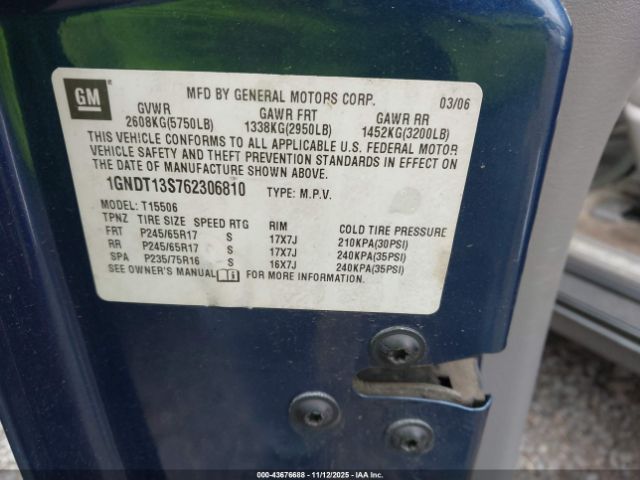 GM
MFD BY GENERAL MOTORS CORP. 03/06
GVWR GAWR FRT GAWR RR
2608KG(5750LB) 1338KG(2950LB) 1452KG(3200LB)
THIS VEHICLE CONFORMS TO ALL APPLICABLE U.S. FEDERAL MOTOR
VEHICLE SAFETY AND THEFT PREVENTION STANDARDS IN EFFECT ON
THE DATE OF MANUFACTURE SHOWN ABOVE.
1GNDT13S762306810 TYPE: M.P.V.
MODEL: T15506
TPNZ TIRE SIZE SPEED RTG RIM COLD TIRE PRESSURE
FRT P245/65R17 S 17X7J 210KPA(30PSI)
RR P245/65R17 S 17X7J 240KPA(35PSI)
SPA P235/75R16 S 16X7J 240KPA(35PSI)
SEE OWNER'S MANUAL FOR MORE INFORMATION.
000-43676688 - 11/12/2025 - IAA Inc.